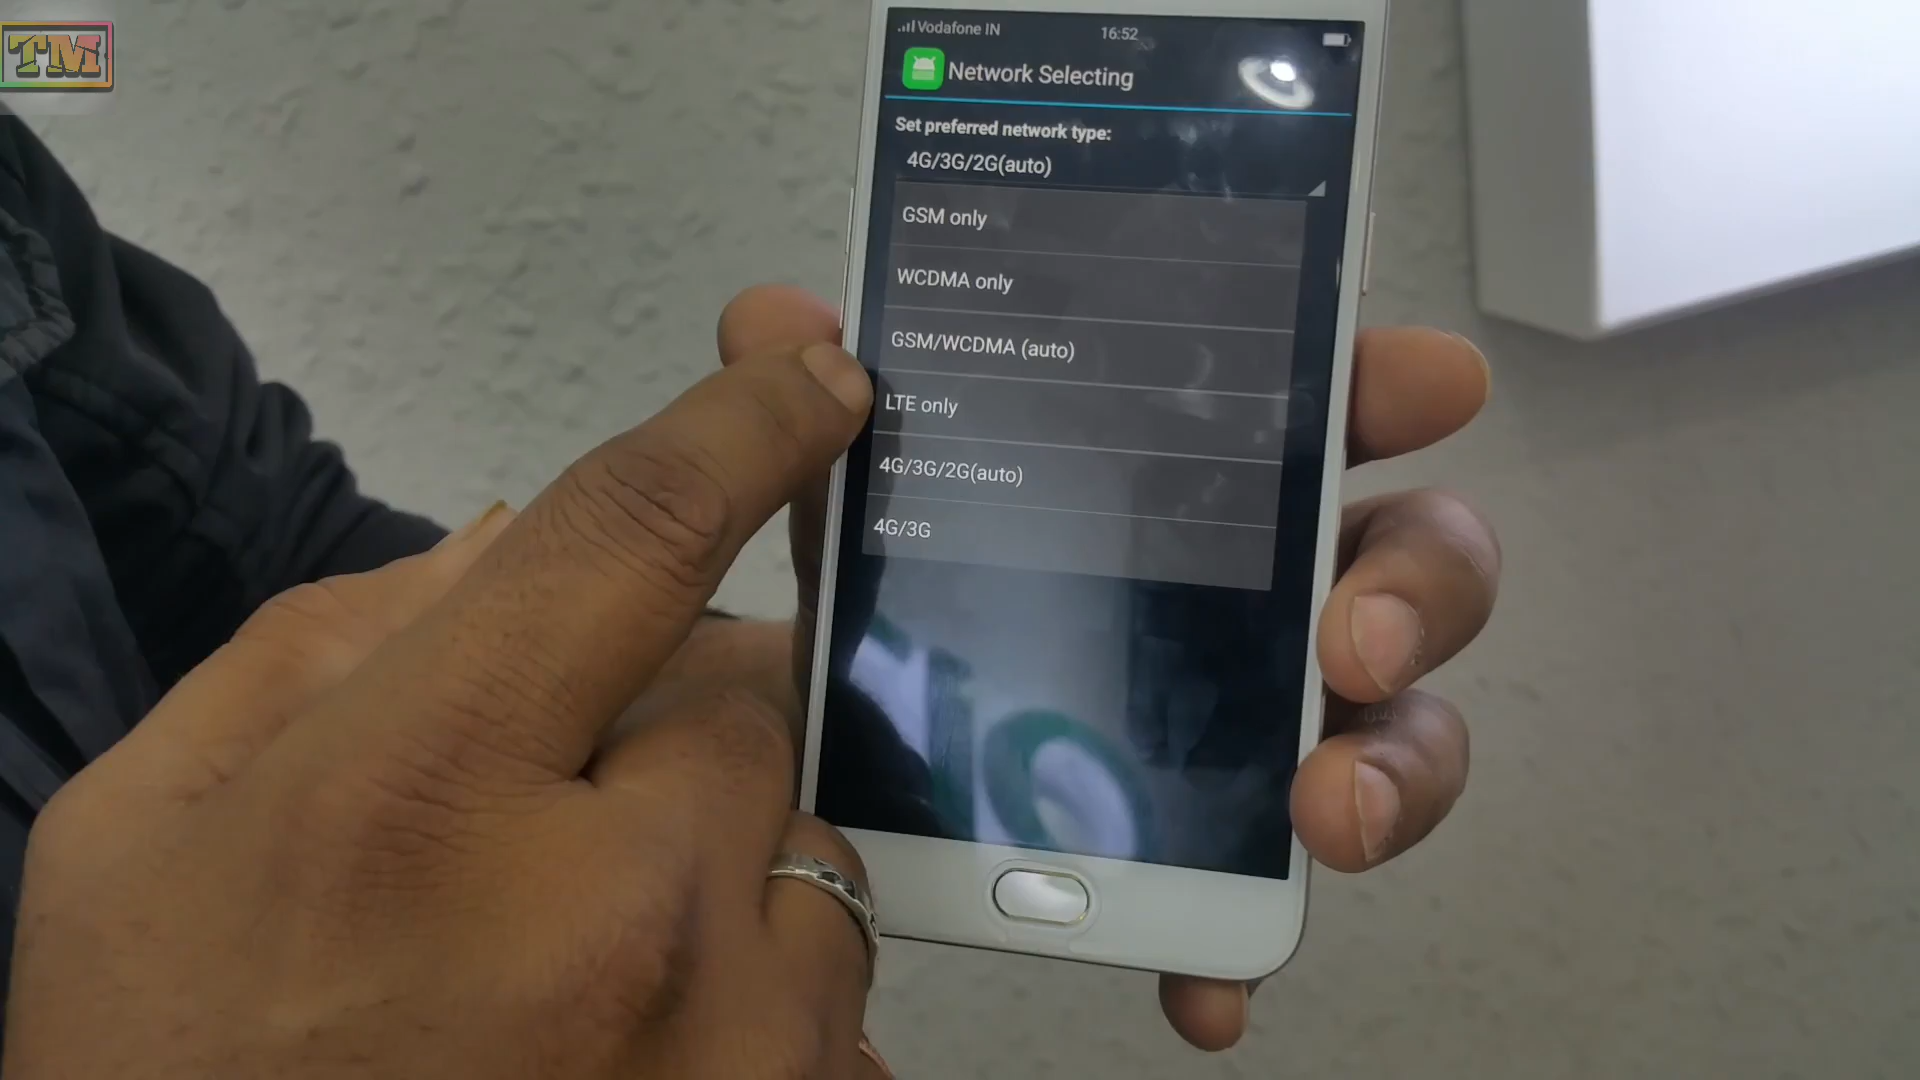 TM
Vodafone IN 16:52
Network Selecting
Set preferred network type:
4G/3G/2G(auto)
GSM only
WCDMA only
GSM/WCDMA (auto)
LTE only
4G/3G/2G(auto)
4G/3G